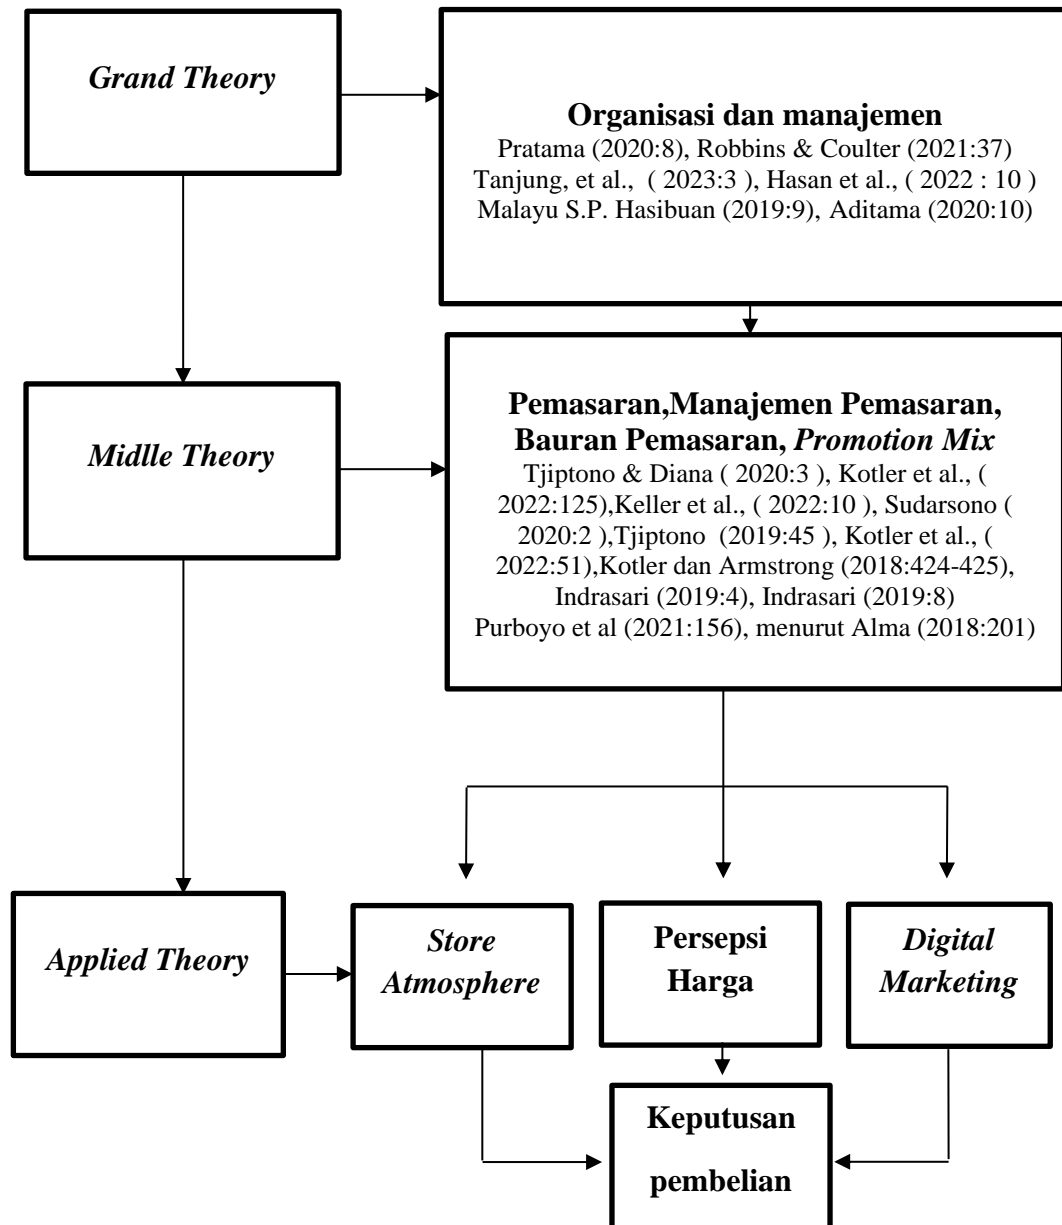 Grand Theory
Organisasi dan manajemen
Pratama (2020:8), Robbins & Coulter (2021:37)
Tanjung, et al., ( 2023:3 ), Hasan et al., ( 2022 : 10 )
Malayu S.P. Hasibuan (2019:9), Aditama (2020:10)
Midlle Theory
Pemasaran,Manajemen Pemasaran,
Bauran Pemasaran, Promotion Mix
Tjiptono & Diana ( 2020:3 ), Kotler et al., (
2022:125),Keller et al., ( 2022:10 ), Sudarsono (
2020:2 ),Tjiptono (2019:45 ), Kotler et al., (
2022:51),Kotler dan Armstrong (2018:424-425),
Indrasari (2019:4), Indrasari (2019:8)
Purboyo et al (2021:156), menurut Alma (2018:201)
Applied Theory
Store
Atmosphere
Persepsi
Harga
Digital
Marketing
Keputusan
pembelian